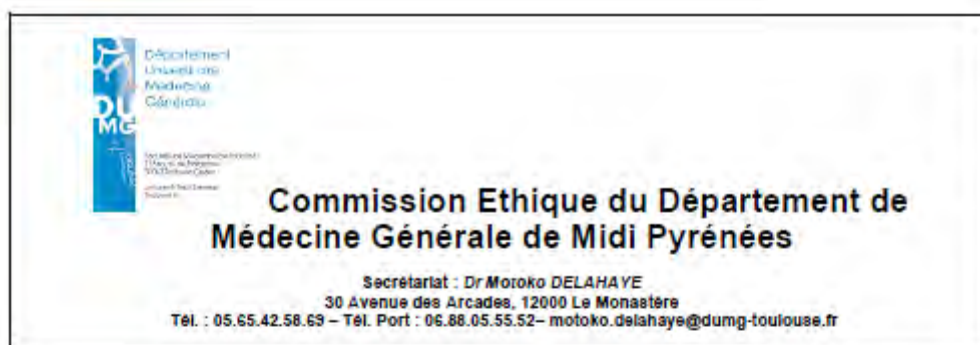 Département
Universitaire
Médecine
Générale
DU
MG
Commission Ethique du Département de
Médecine Générale de Midi Pyrénées
Secrétariat : Dr Motoko DELAHAYE
30 Avenue des Arcades, 12000 Le Monastère
Tél. : 05.65.42.58.69 – Tél. Port : 06.88.05.55.52– motoko.delahaye@dumg-toulouse.fr